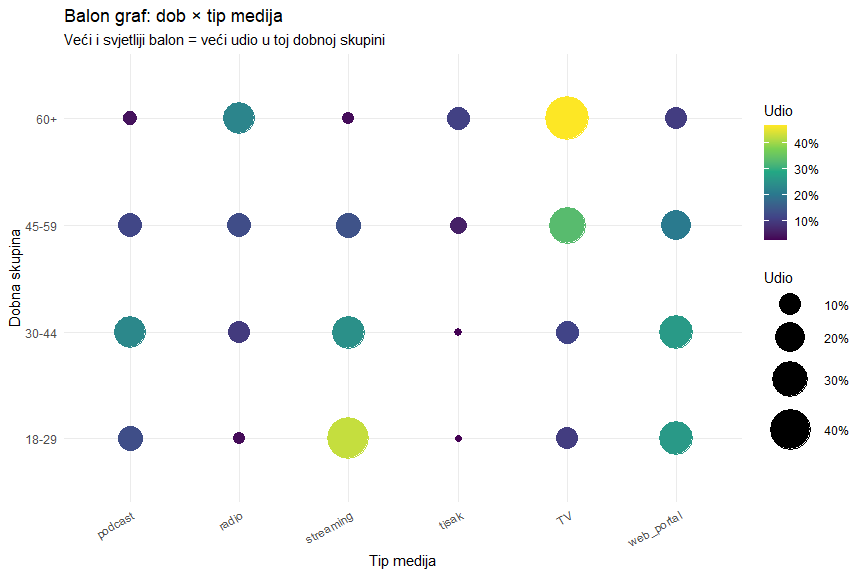 Balon graf: dob × tip medija
Veći i svjetliji balon = veći udio u toj dobnoj skupini
Dobna skupina
60+
45-59
30-44
18-29
podcast
radio
streaming
tisak
TV
web_portal
Tip medija
Udio
40%
30%
20%
10%
Udio
10%
20%
30%
40%